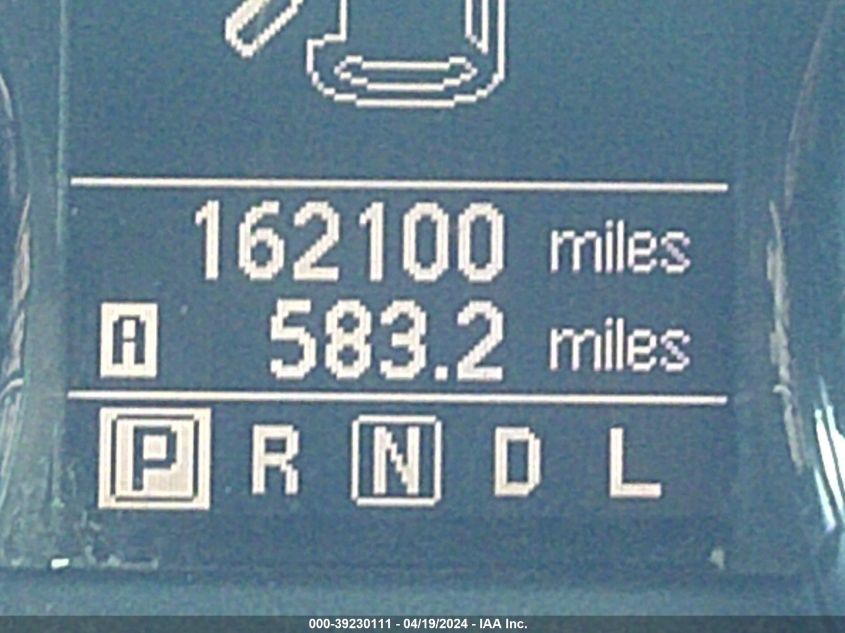 162100 miles
A 583.2 miles
P R N D L
000-39230111 - 04/19/2024 - IAA Inc.